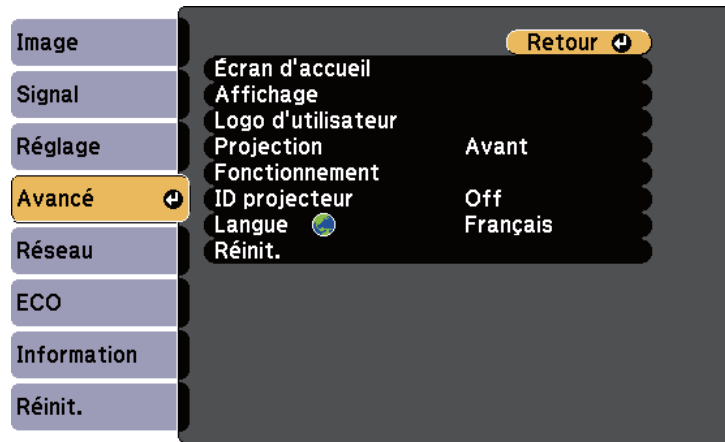 Image
Signal
Réglage
Avancé
Réseau
ECO
Information
Réinit.
Retour
Écran d'accueil
Affichage
Logo d'utilisateur
Projection Avant
Fonctionnement
ID projecteur Off
Langue Français
Réinit.